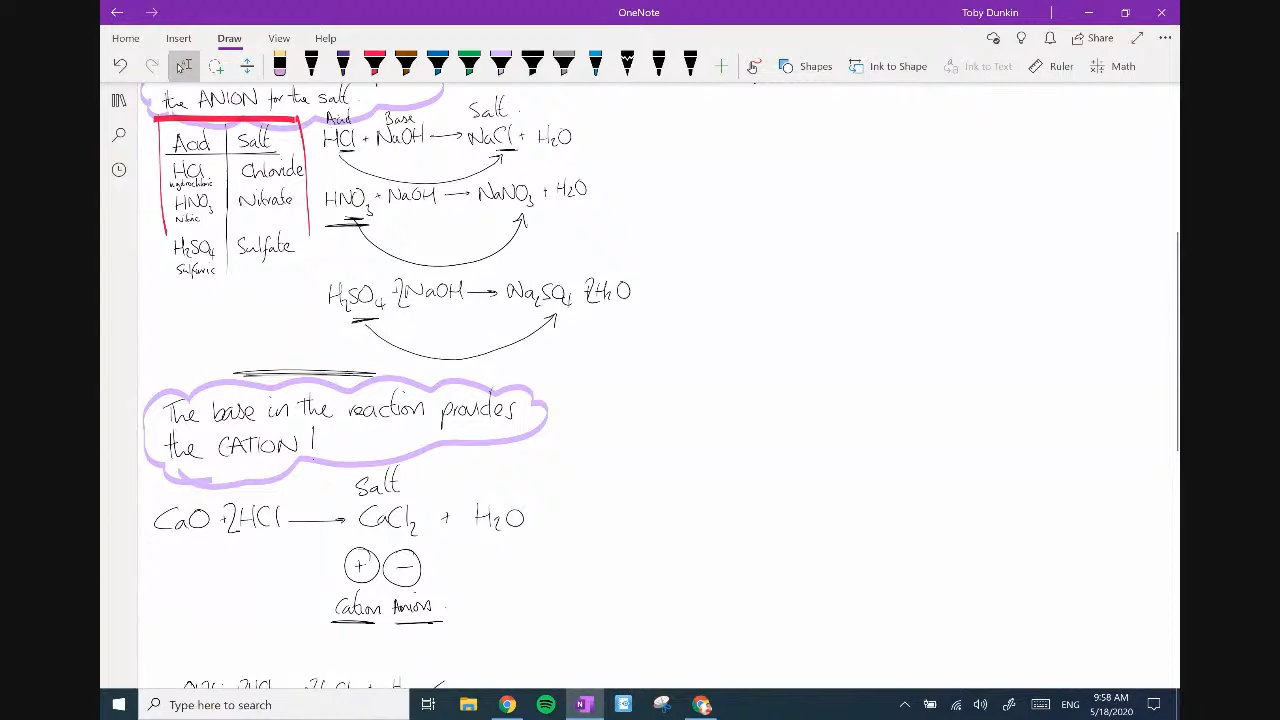 OneNote
Toby Dunkin
Home Insert Draw View Help
Share
Shapes Ink to Shape Ink to Text Ruler Math
the ANION for the salt.
Acid Salt
HCl Chloride
Hydrochloric
HNO3 Nitrate
Nitric
H2SO4 Sulfate
Sulfuric
Acid Base Salt
HCl + NaOH → NaCl + H2O
HNO3 + NaOH → NaNO3 + H2O
H2SO4 + 2NaOH → Na2SO4 2H2O
The base in the reaction provides
the CATION!
Salt
CaO + 2HCl → CaCl2 + H2O
+ −
Cation Anions
Type here to search
ENG
9:58 AM
5/18/2020